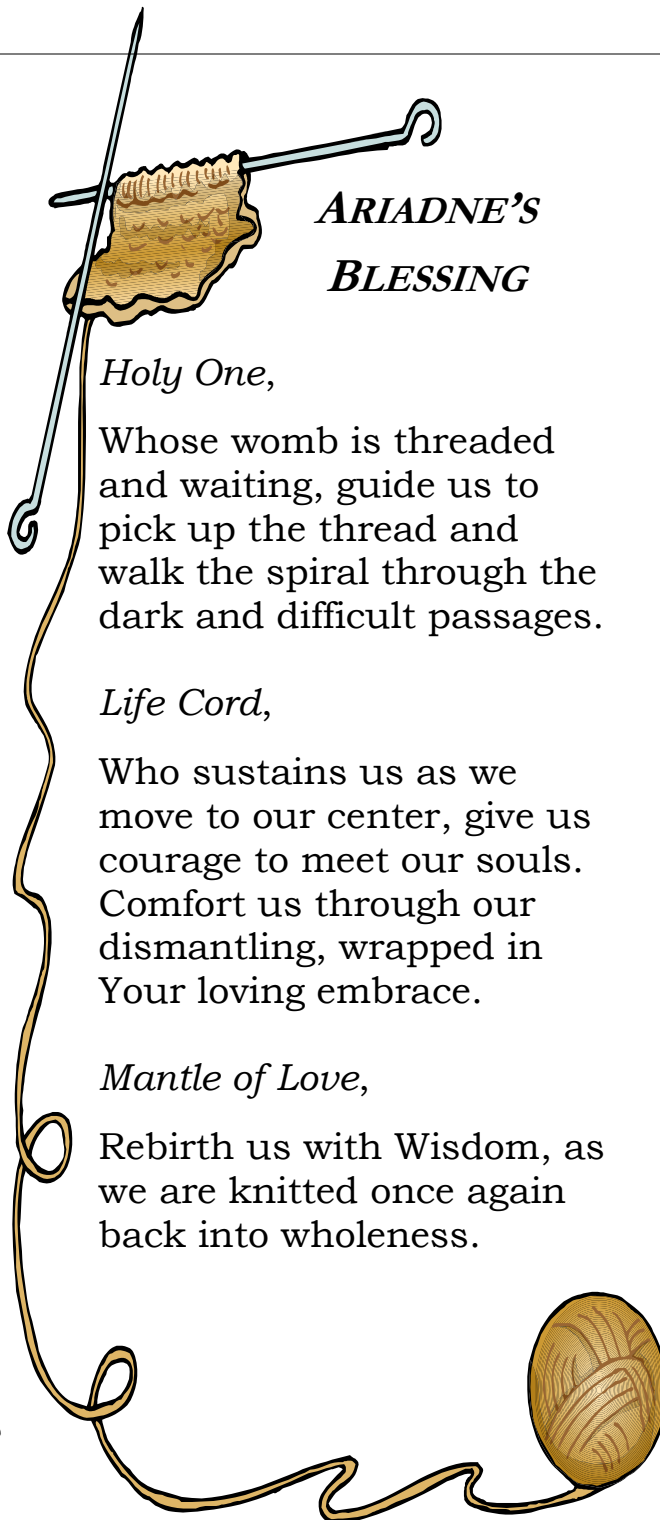 ARIADNE'S
BLESSING
Holy One,
Whose womb is threaded
and waiting, guide us to
pick up the thread and
walk the spiral through the
dark and difficult passages.
Life Cord,
Who sustains us as we
move to our center, give us
courage to meet our souls.
Comfort us through our
dismantling, wrapped in
Your loving embrace.
Mantle of Love,
Rebirth us with Wisdom, as
we are knitted once again
back into wholeness.